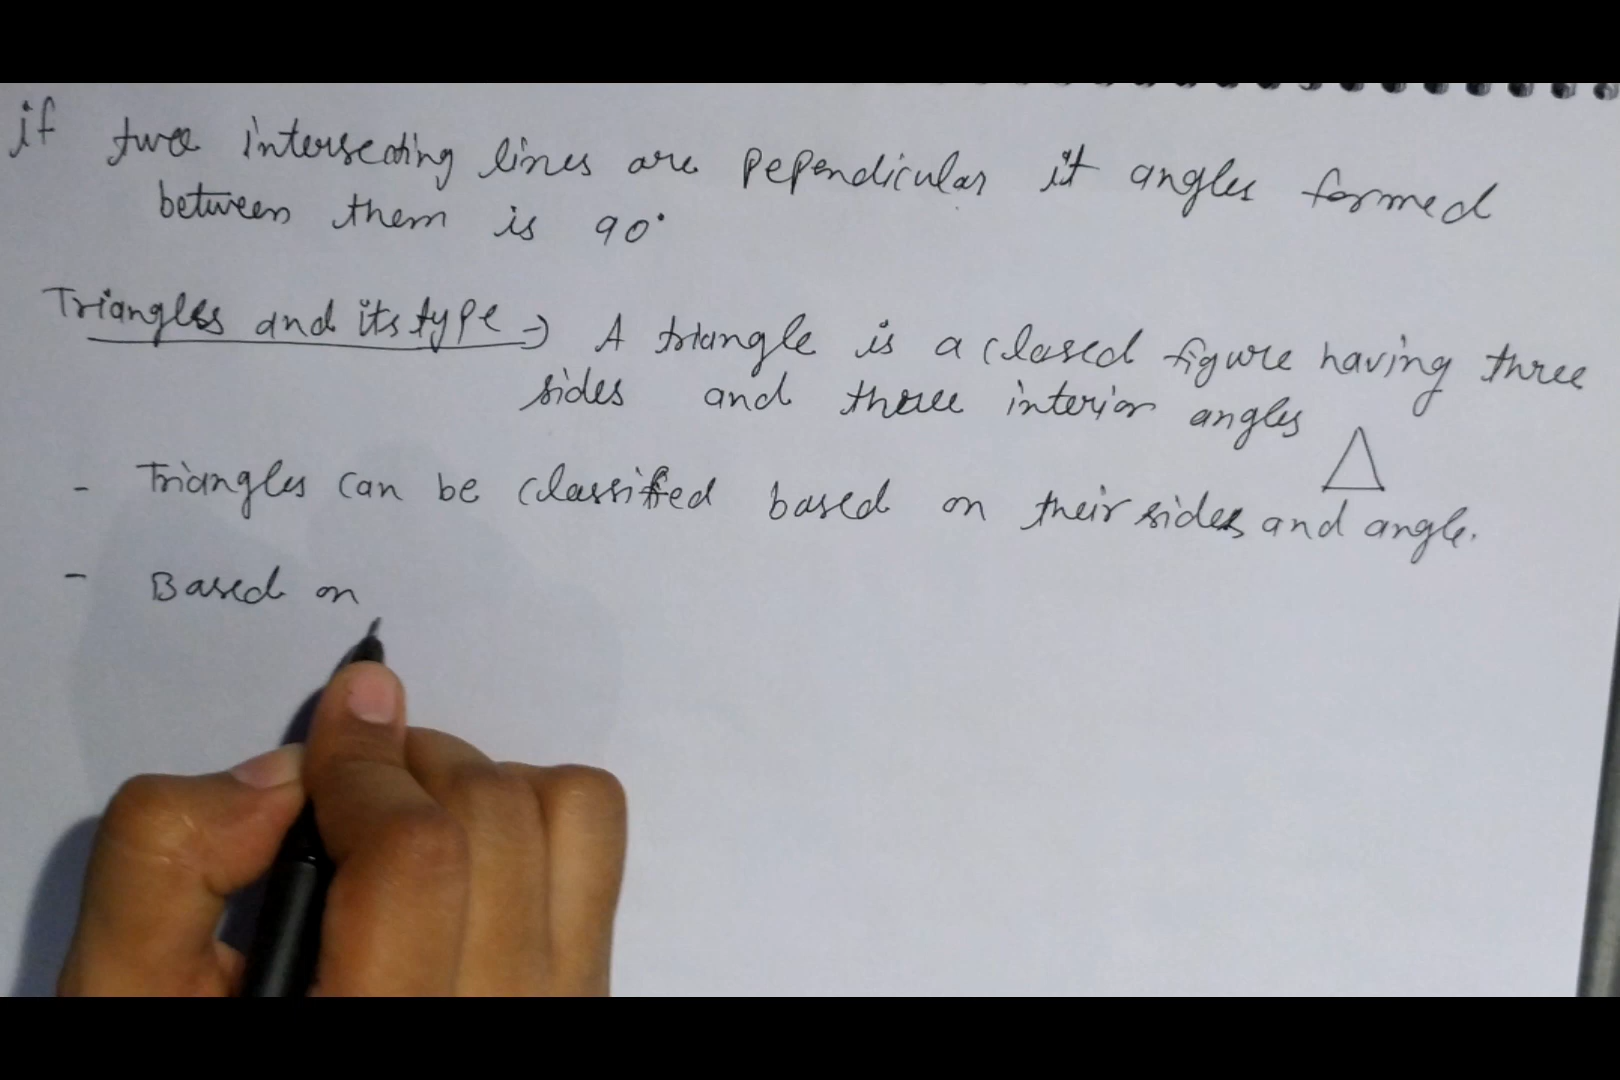 if two intersecting lines are pependicular it angles formed
between them is 90°
Triangles and its type → A triangle is a closed figure having three
sides and three interior angles
- Triangles can be classified based on their sides and angle.
- Based on